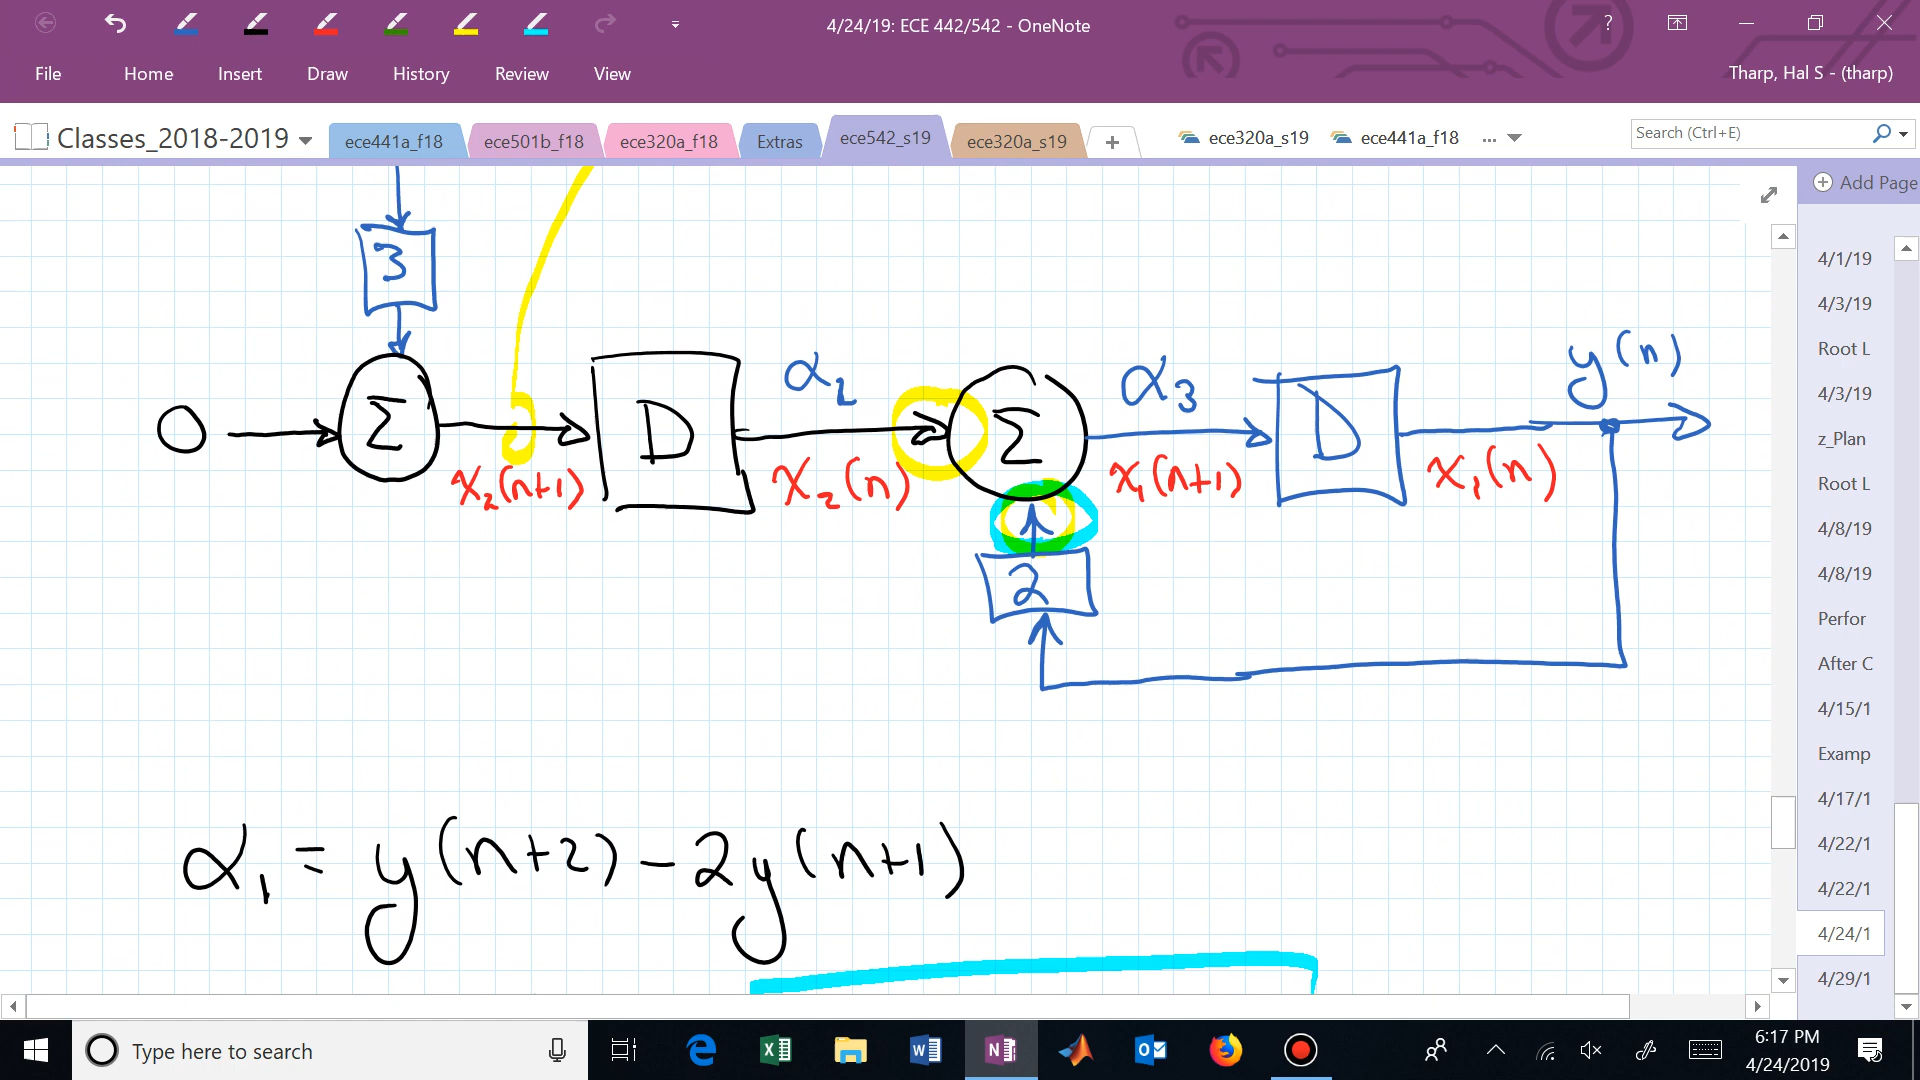 4/24/19: ECE 442/542 - OneNote
?
File Home Insert Draw History Review View
Tharp, Hal S - (tharp)
Classes_2018-2019
ece441a_f18
ece501b_f18
ece320a_f18
Extras
ece542_s19
ece320a_s19
ece320a_s19
ece441a_f18
...
Search (Ctrl+E)
Add Page
4/1/19
4/3/19
Root L
4/3/19
z_Plan
Root L
4/8/19
4/8/19
Perfor
After C
4/15/1
Examp
4/17/1
4/22/1
4/22/1
4/24/1
4/29/1
3
0 Σ D α₂ Σ α₃ D y(n)
x₂(n+1) x₂(n) x₁(n+1) x₁(n)
2
α₁ = y(n+2) − 2y(n+1)
Type here to search
6:17 PM
4/24/2019